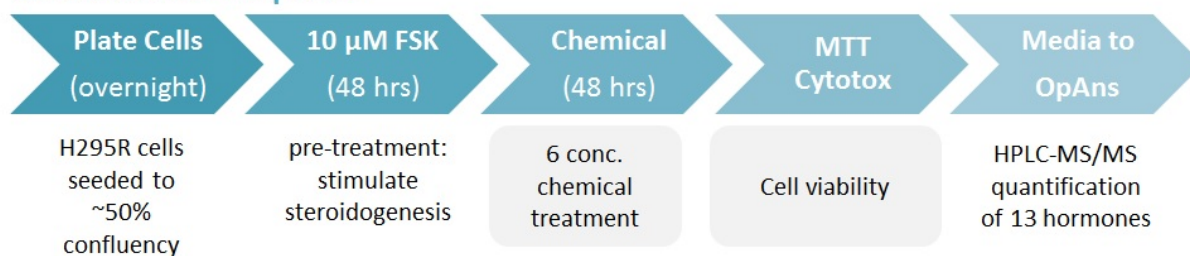 Plate Cells
(overnight)
10 µM FSK
(48 hrs)
Chemical
(48 hrs)
MTT
Cytotox
Media to
OpAns
H295R cells
seeded to
~50%
confluency
pre-treatment:
stimulate
steroidogenesis
6 conc.
chemical
treatment
Cell viability
HPLC-MS/MS
quantification
of 13 hormones